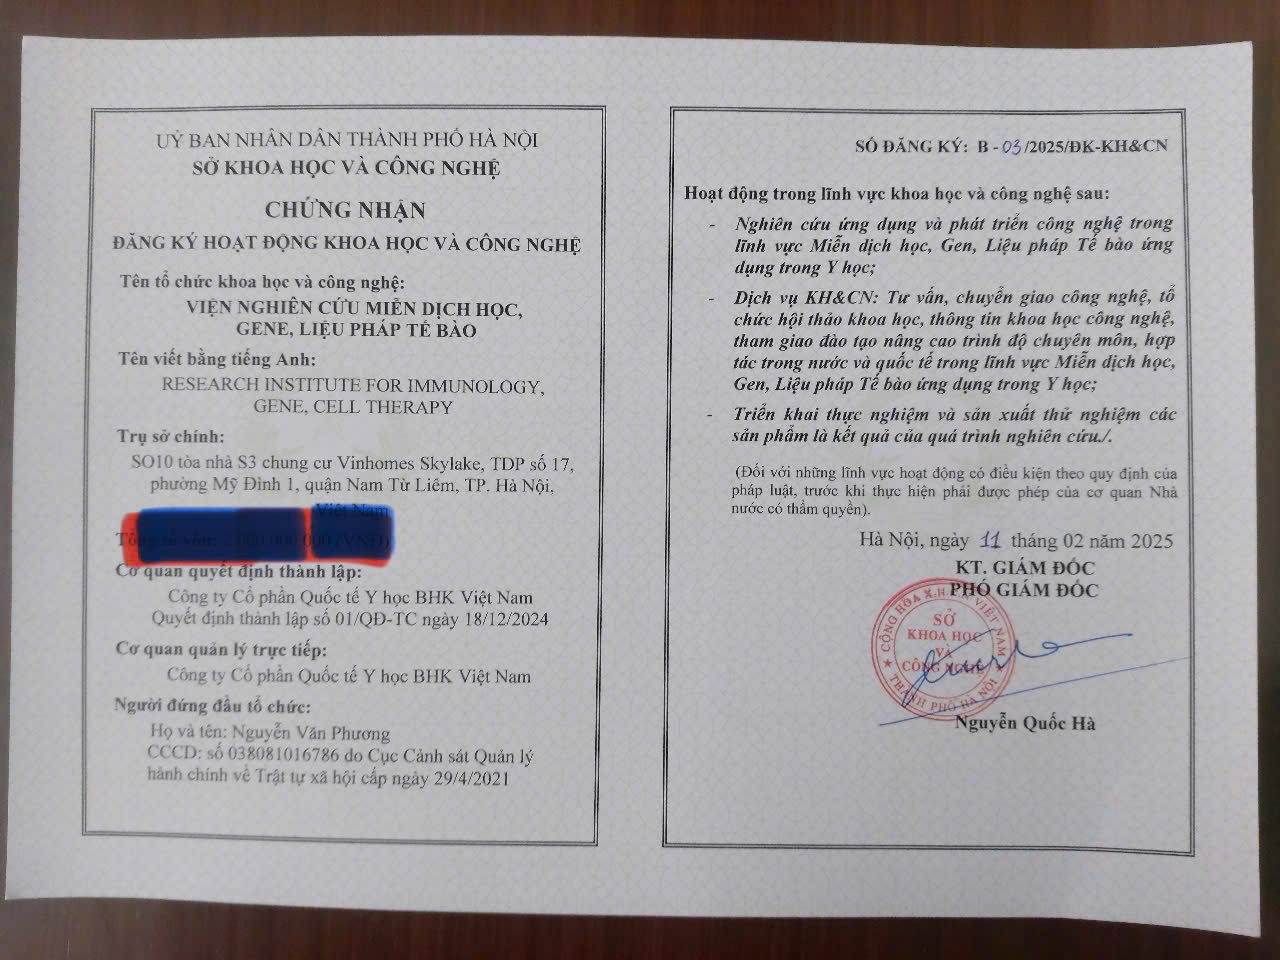 UỶ BAN NHÂN DÂN THÀNH PHỐ HÀ NỘI
SỞ KHOA HỌC VÀ CÔNG NGHỆ
CHỨNG NHẬN
ĐĂNG KÝ HOẠT ĐỘNG KHOA HỌC VÀ CÔNG NGHỆ
Tên tổ chức khoa học và công nghệ:
VIỆN NGHIÊN CỨU MIỄN DỊCH HỌC,
GENE, LIỆU PHÁP TẾ BÀO
Tên viết bằng tiếng Anh:
RESEARCH INSTITUTE FOR IMMUNOLOGY,
GENE, CELL THERAPY
Trụ sở chính:
SO10 tòa nhà S3 chung cư Vinhomes Skylake, TDP số 17,
phường Mỹ Đình 1, quận Nam Từ Liêm, TP. Hà Nội,
Việt Nam
Cơ quan quyết định thành lập:
Công ty Cổ phần Quốc tế Y học BHK Việt Nam
Quyết định thành lập số 01/QĐ-TC ngày 18/12/2024
Cơ quan quản lý trực tiếp:
Công ty Cổ phần Quốc tế Y học BHK Việt Nam
Người đứng đầu tổ chức:
Họ và tên: Nguyễn Văn Phương
CCCD: số 038081016786 do Cục Cảnh sát Quản lý
hành chính về Trật tự xã hội cấp ngày 29/4/2021
SỐ ĐĂNG KÝ: B - 03/2025/ĐK-KH&CN
Hoạt động trong lĩnh vực khoa học và công nghệ sau:
- Nghiên cứu ứng dụng và phát triển công nghệ trong
lĩnh vực Miễn dịch học, Gen, Liệu pháp Tế bào ứng
dụng trong Y học;
- Dịch vụ KH&CN: Tư vấn, chuyển giao công nghệ, tổ
chức hội thảo khoa học, thông tin khoa học công nghệ,
tham giao đào tạo nâng cao trình độ chuyên môn, hợp
tác trong nước và quốc tế trong lĩnh vực Miễn dịch học,
Gen, Liệu pháp Tế bào ứng dụng trong Y học;
- Triển khai thực nghiệm và sản xuất thử nghiệm các
sản phẩm là kết quả của quá trình nghiên cứu./.
(Đối với những lĩnh vực hoạt động có điều kiện theo quy định của
pháp luật, trước khi thực hiện phải được phép của cơ quan Nhà
nước có thẩm quyền).
Hà Nội, ngày 11 tháng 02 năm 2025
KT. GIÁM ĐỐC
PHÓ GIÁM ĐỐC
CỘNG HÒA X.H VIỆT NAM
SỞ
KHOA HỌC
VÀ
CÔNG NGHỆ
THÀNH PHỐ HÀ NỘI
Nguyễn Quốc Hà